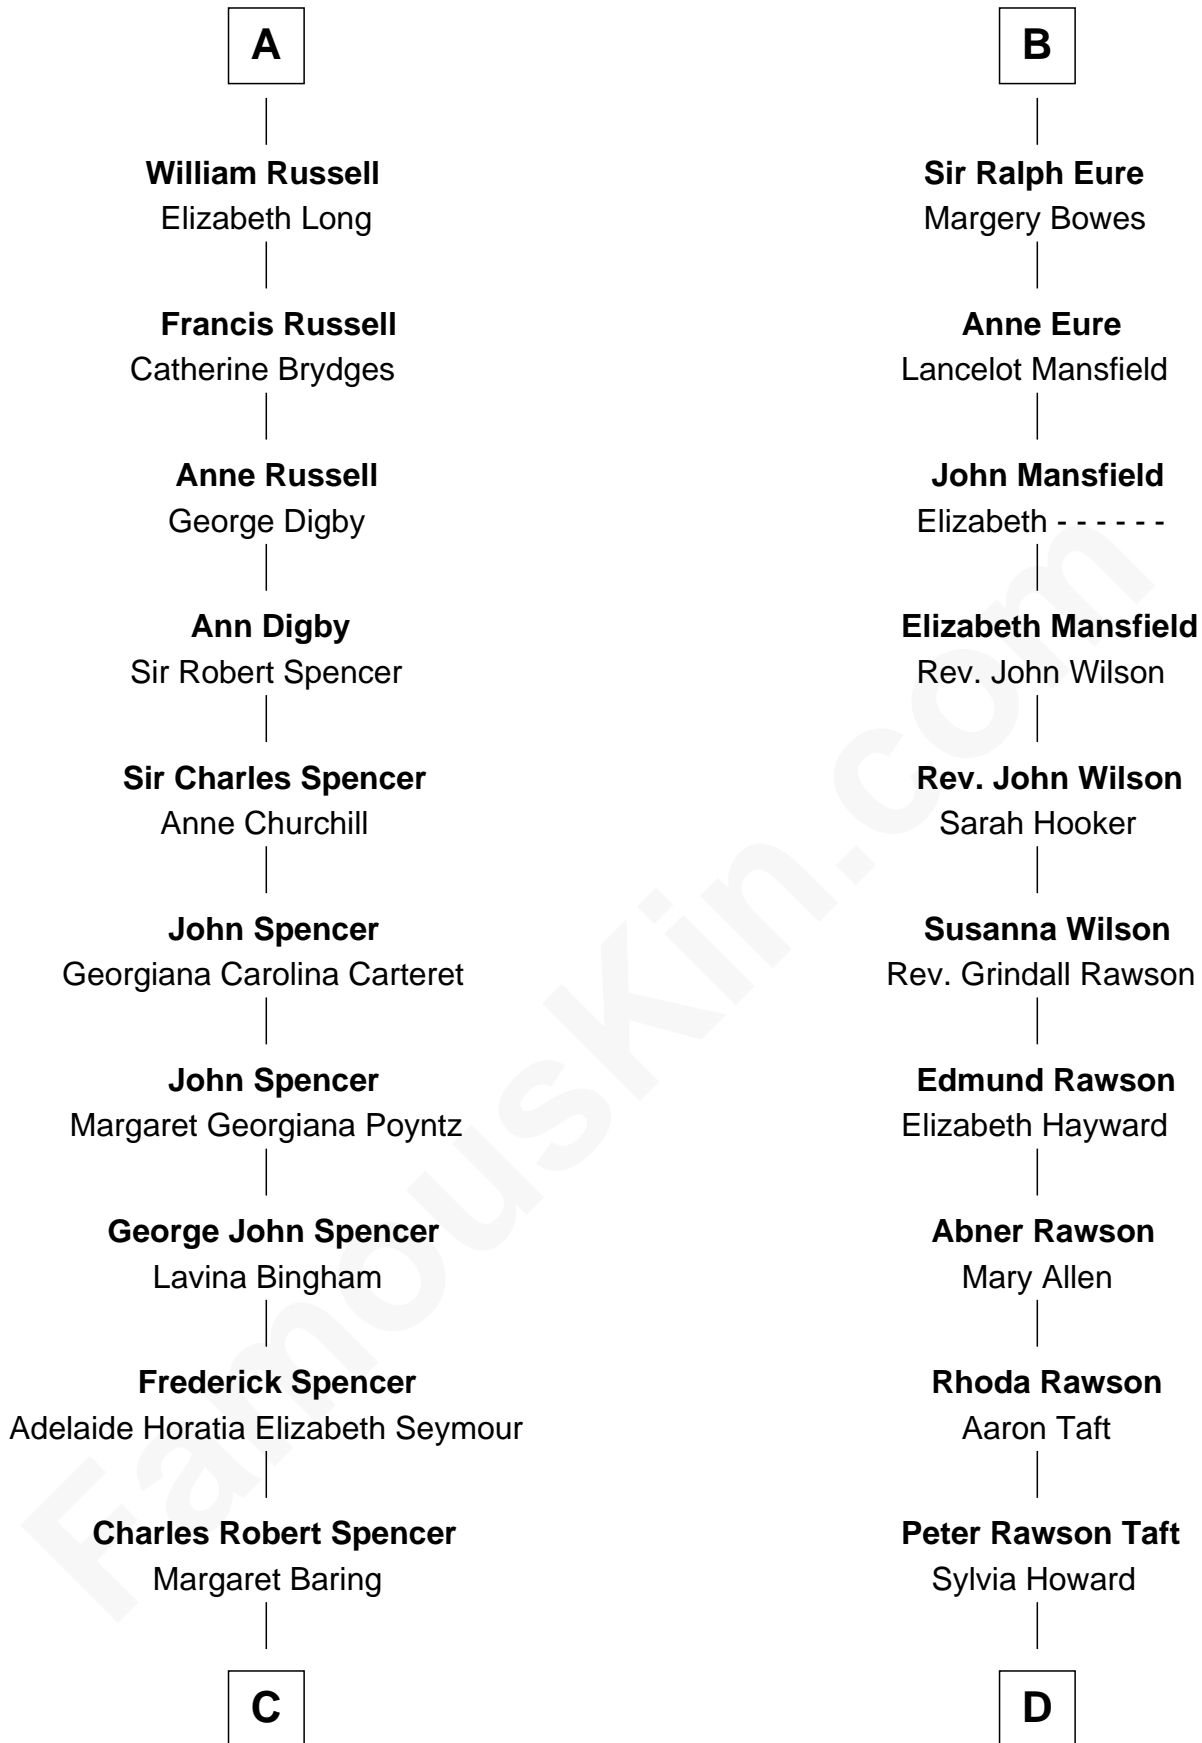 A
William Russell
Elizabeth Long
Francis Russell
Catherine Brydges
Anne Russell
George Digby
Ann Digby
Sir Robert Spencer
Sir Charles Spencer
Anne Churchill
John Spencer
Georgiana Carolina Carteret
John Spencer
Margaret Georgiana Poyntz
George John Spencer
Lavina Bingham
Frederick Spencer
Adelaide Horatia Elizabeth Seymour
Charles Robert Spencer
Margaret Baring
C
B
Sir Ralph Eure
Margery Bowes
Anne Eure
Lancelot Mansfield
John Mansfield
Elizabeth - - - - - -
Elizabeth Mansfield
Rev. John Wilson
Rev. John Wilson
Sarah Hooker
Susanna Wilson
Rev. Grindall Rawson
Edmund Rawson
Elizabeth Hayward
Abner Rawson
Mary Allen
Rhoda Rawson
Aaron Taft
Peter Rawson Taft
Sylvia Howard
D
FamousKin.com